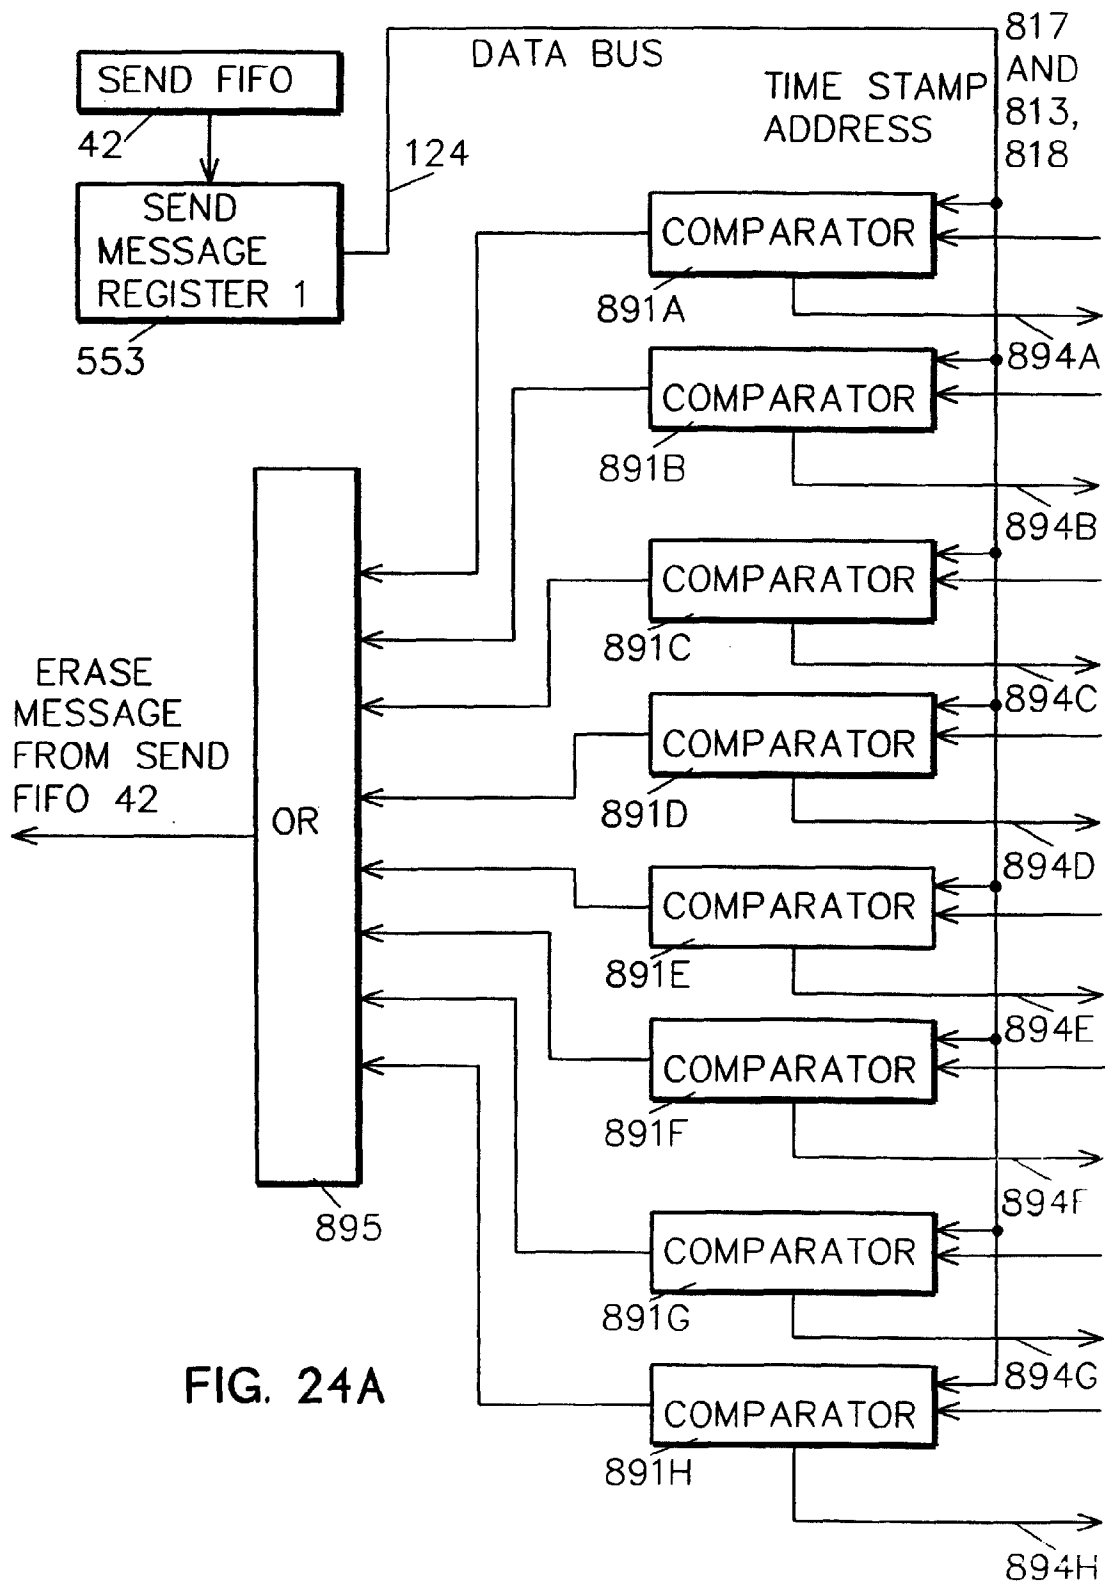 DATA BUS
817
AND
813,
818
TIME STAMP
ADDRESS
SEND FIFO
42
124
SEND
MESSAGE
REGISTER 1
553
COMPARATOR
891A
894A
COMPARATOR
891B
894B
COMPARATOR
891C
894C
COMPARATOR
891D
894D
COMPARATOR
891E
894E
COMPARATOR
891F
894F
COMPARATOR
891G
894G
COMPARATOR
891H
894H
ERASE
MESSAGE
FROM SEND
FIFO 42
OR
895
FIG. 24A